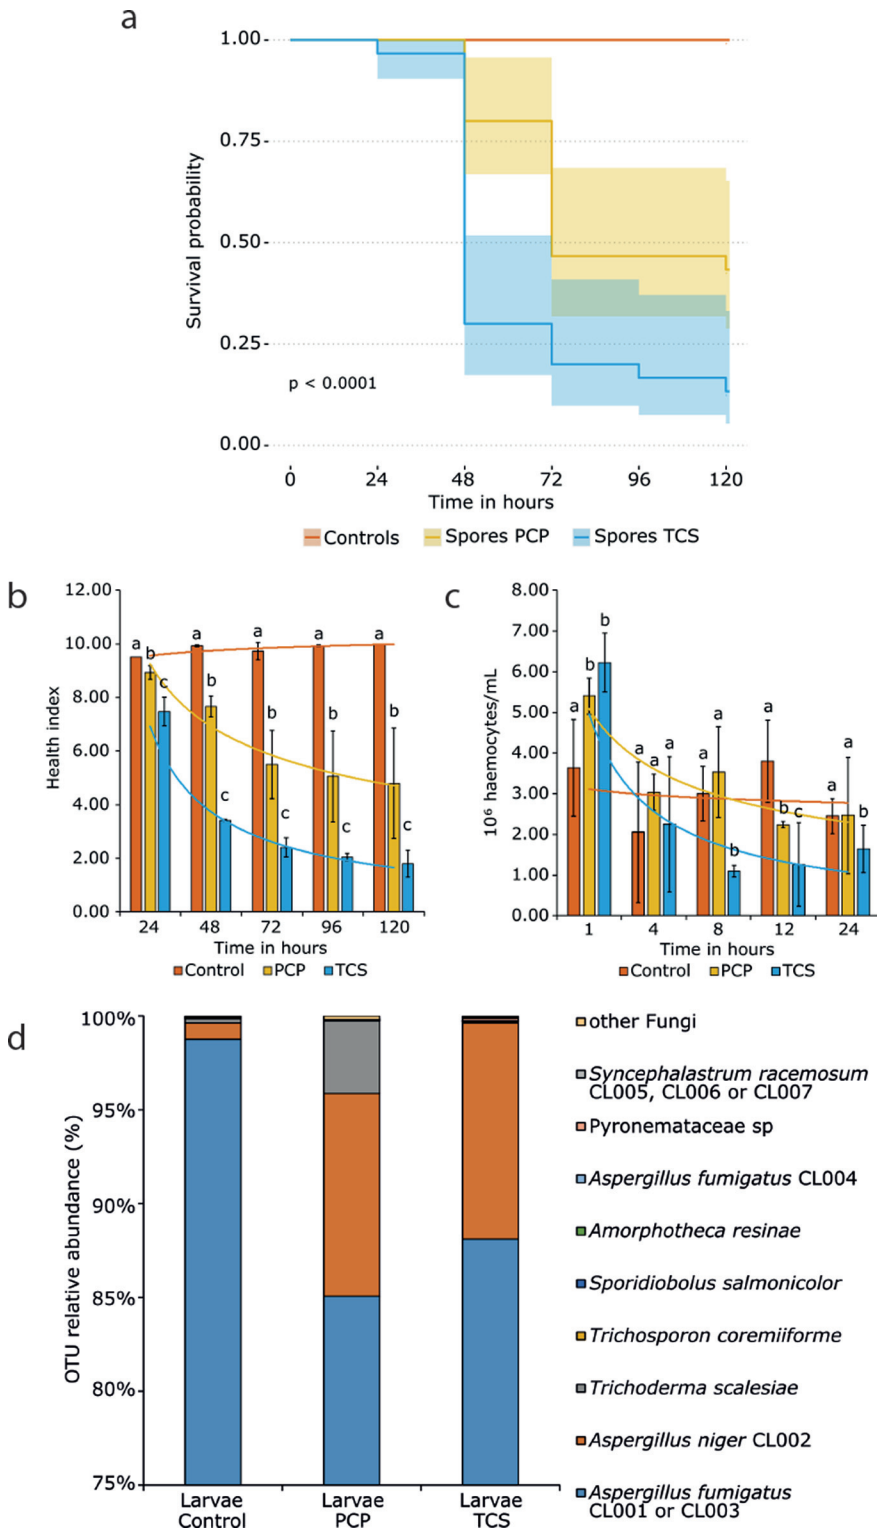 a
1.00
0.75
0.50
0.25
0.00
Survival probability
p < 0.0001
0 24 48 72 96 120
Time in hours
Controls Spores PCP Spores TCS
b
12.00
10.00
8.00
6.00
4.00
2.00
0.00
Health index
a b c
a b c
a b c
a b c
a b c
24 48 72 96 120
Time in hours
Control PCP TCS
c
8.00
7.00
6.00
5.00
4.00
3.00
2.00
1.00
0.00
10⁶ haemocytes/mL
a b b
a a a
a a b
a b c
a a b
1 4 8 12 24
Time in hours
Control PCP TCS
d
100%
95%
90%
85%
80%
75%
OTU relative abundance (%)
Larvae
Control
Larvae
PCP
Larvae
TCS
other Fungi
Syncephalastrum racemosum
CL005, CL006 or CL007
Pyronemataceae sp
Aspergillus fumigatus CL004
Amorphotheca resinae
Sporidiobolus salmonicolor
Trichosporon coremiiforme
Trichoderma scalesiae
Aspergillus niger CL002
Aspergillus fumigatus
CL001 or CL003